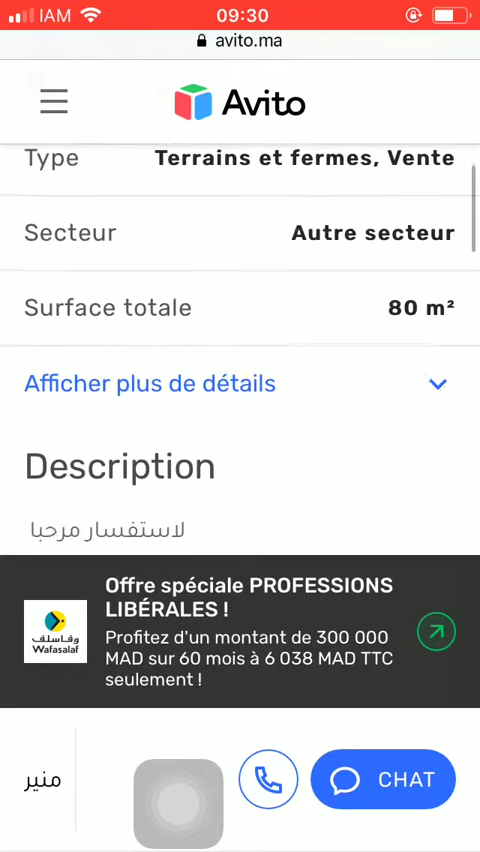 IAM 09:30
avito.ma
Avito
Type Terrains et fermes, Vente
Secteur Autre secteur
Surface totale 80 m²
Afficher plus de détails
Description
لاستفسار مرحبا
Offre spéciale PROFESSIONS
LIBÉRALES !
Profitez d'un montant de 300 000
MAD sur 60 mois à 6 038 MAD TTC
seulement !
وفاسلف
Wafasalaf
منير
CHAT